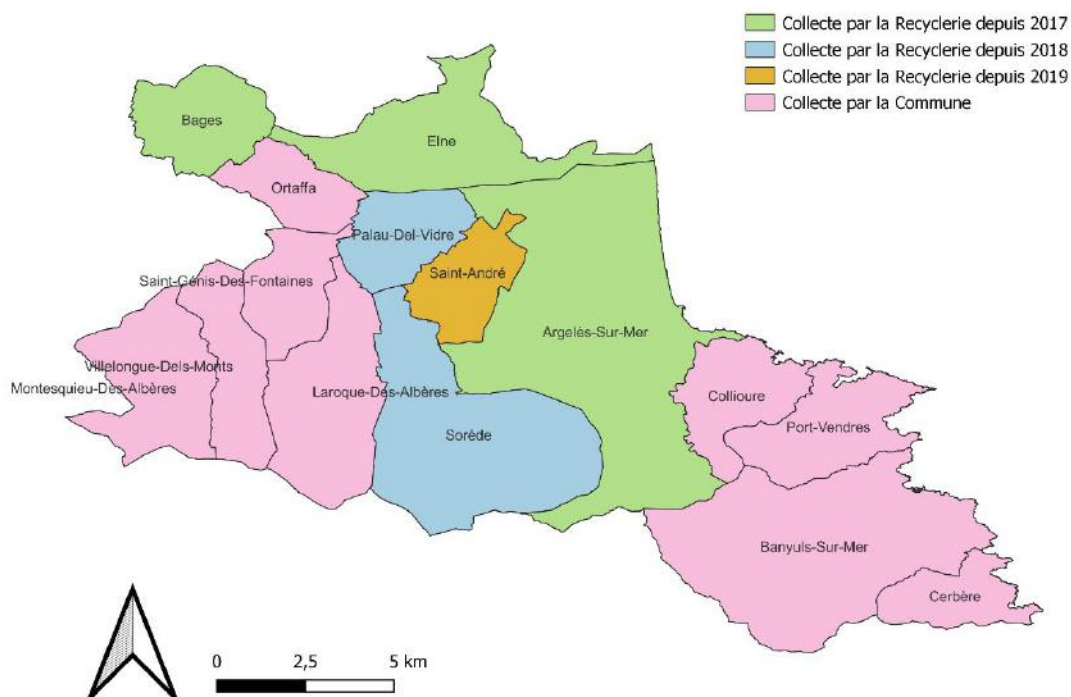 Collecte par la Recyclerie depuis 2017
Collecte par la Recyclerie depuis 2018
Collecte par la Recyclerie depuis 2019
Collecte par la Commune
Bages
Elne
Ortaffa
Palau-Del-Vidre
Saint-André
Saint-Génis-Des-Fontaines
Argelès-Sur-Mer
Villelongue-Dels-Monts
Montesquieu-Des-Albères
Laroque-Des-Albères
Collioure
Port-Vendres
Sorède
Banyuls-Sur-Mer
Cerbère
0 2,5 5 km